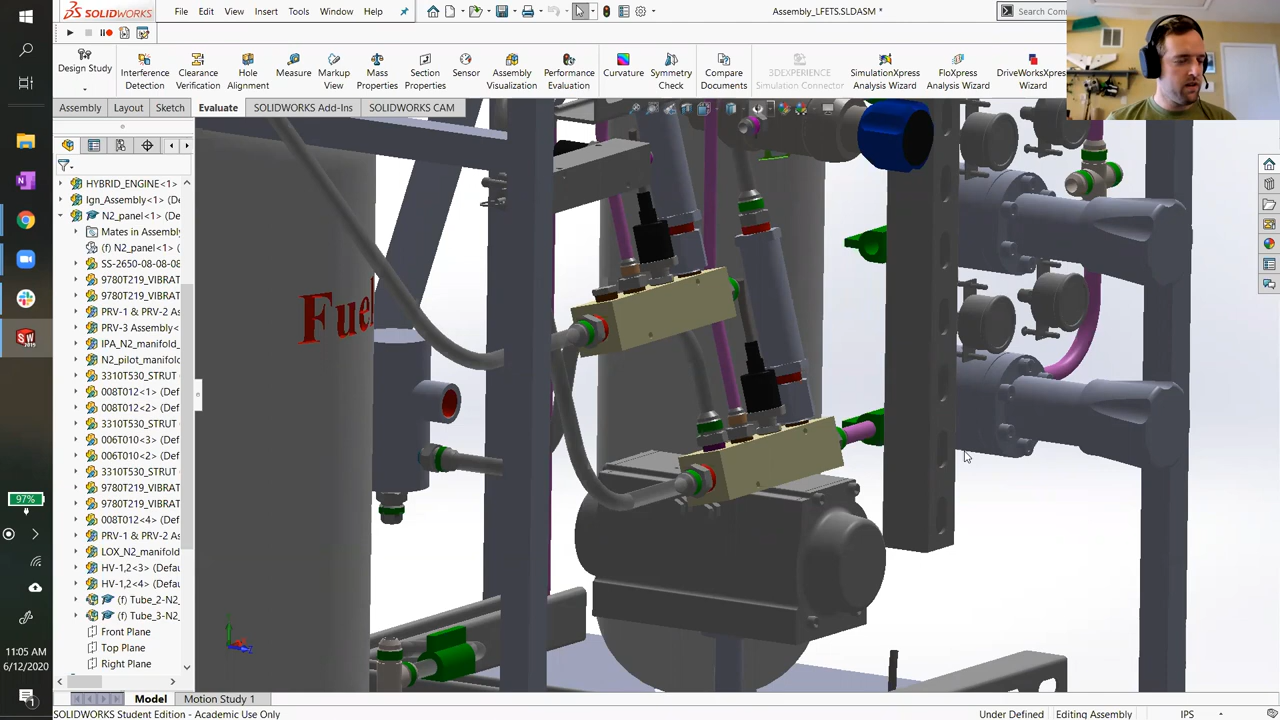 SOLIDWORKS
File Edit View Insert Tools Window Help
Assembly_LFETS.SLDASM *
Search Com
Design Study
Interference Detection
Clearance Verification
Hole Alignment
Measure
Markup View
Mass Properties
Section Properties
Sensor
Assembly Visualization
Performance Evaluation
Curvature
Symmetry Check
Compare Documents
3DEXPERIENCE Simulation Connector
SimulationXpress Analysis Wizard
FloXpress Analysis Wizard
DriveWorksXpress Wizard
Assembly Layout Sketch Evaluate SOLIDWORKS Add-Ins SOLIDWORKS CAM
HYBRID_ENGINE<1>
Ign_Assembly<1> (D
N2_panel<1> (De
Mates in Assemb
(f) N2_panel<1> (
SS-2650-08-08-08
9780T219_VIBRAT
9780T219_VIBRAT
PRV-1 & PRV-2 As
PRV-3 Assembly<
IPA_N2_manifold_
N2_pilot_manifol
3310T530_STRUT
008T012<1> (Def
008T012<2> (Def
3310T530_STRUT
006T010<3> (Def
006T010<2> (Def
3310T530_STRUT
9780T219_VIBRAT
9780T219_VIBRAT
008T012<4> (Def
PRV-1 & PRV-2 As
LOX_N2_manifold
HV-1,2<3> (Defau
HV-1,2<4> (Defau
(f) Tube_2-N2_
(f) Tube_3-N2_
Front Plane
Top Plane
Right Plane
Fuel
97%
11:05 AM
6/12/2020
1
Model Motion Study 1
SOLIDWORKS Student Edition - Academic Use Only
Under Defined Editing Assembly IPS